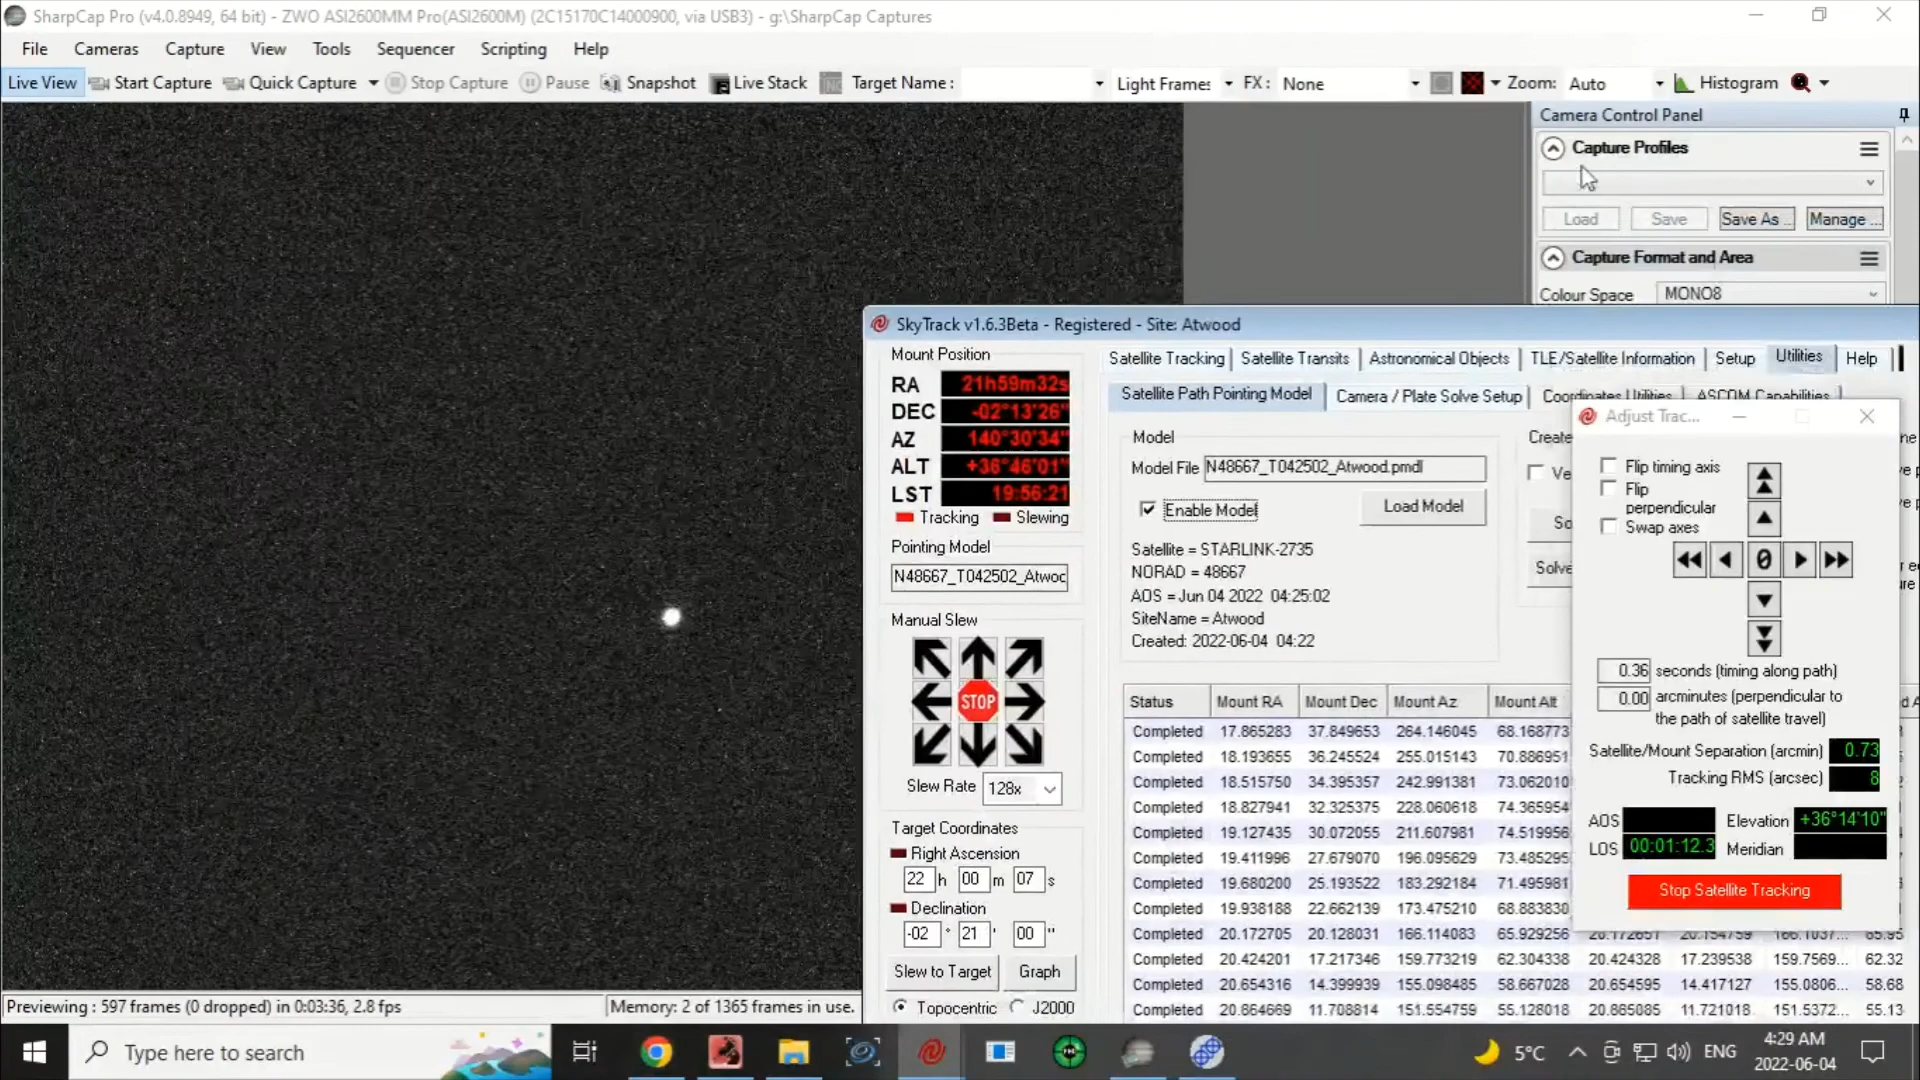 SharpCap Pro (v4.0.8949, 64 bit) - ZWO ASI2600MM Pro(ASI2600M) (2C15170C14000900, via USB3) - g:\SharpCap Captures
File Cameras Capture View Tools Sequencer Scripting Help
Live View Start Capture Quick Capture Stop Capture Pause Snapshot Live Stack Target Name : Light Frames FX : None Zoom: Auto Histogram
Camera Control Panel
Capture Profiles
Load Save Save As ... Manage ...
Capture Format and Area
Colour Space MONO8
SkyTrack v1.6.3Beta - Registered - Site: Atwood
Mount Position
RA 21h59m32s
DEC -02°13'26"
AZ 140°30'34"
ALT +36°46'01"
LST 19:56:21
Tracking Slewing
Pointing Model
N48667_T042502_Atwoo
Manual Slew
STOP
Slew Rate 128x
Target Coordinates
Right Ascension
22 h 00 m 07 s
Declination
-02 ° 21 ' 00 "
Slew to Target Graph
Topocentric J2000
Satellite Tracking Satellite Transits Astronomical Objects TLE/Satellite Information Setup Utilities Help
Satellite Path Pointing Model Camera / Plate Solve Setup Coordinates Utilities ASCOM Capabilities
Model
Model File N48667_T042502_Atwood.pmdl
Enable Model Load Model
Satellite = STARLINK-2735
NORAD = 48667
AOS = Jun 04 2022 04:25:02
SiteName = Atwood
Created: 2022-06-04 04:22
Create
Ve
So
Solve
Status Mount RA Mount Dec Mount Az Mount Alt
Completed 17.865283 37.849653 264.146045 68.168773
Completed 18.193655 36.245524 255.015143 70.886951
Completed 18.515750 34.395357 242.991381 73.062010
Completed 18.827941 32.325375 228.060618 74.365954
Completed 19.127435 30.072055 211.607981 74.519956
Completed 19.411996 27.679070 196.095629 73.485295
Completed 19.680200 25.193522 183.292184 71.495981
Completed 19.938188 22.662139 173.475210 68.883830
Completed 20.172705 20.128031 166.114083 65.929256 20.172651 20.154759 166.1037... 65.95
Completed 20.424201 17.217346 159.773219 62.304338 20.424328 17.239538 159.7569... 62.32
Completed 20.654316 14.399939 155.098485 58.667028 20.654595 14.417127 155.0806... 58.68
Completed 20.864669 11.708814 151.554759 55.128018 20.865085 11.721018 151.5372... 55.13
Adjust Trac...
Flip timing axis
Flip
perpendicular
Swap axes
0
0.36 seconds (timing along path)
0.00 arcminutes (perpendicular to
the path of satellite travel)
Satellite/Mount Separation (arcmin) 0.73
Tracking RMS (arcsec) 8
AOS Elevation +36°14'10"
LOS 00:01:12.3 Meridian
Stop Satellite Tracking
Previewing : 597 frames (0 dropped) in 0:03:36, 2.8 fps Memory: 2 of 1365 frames in use.
Type here to search
5°C ENG
4:29 AM
2022-06-04